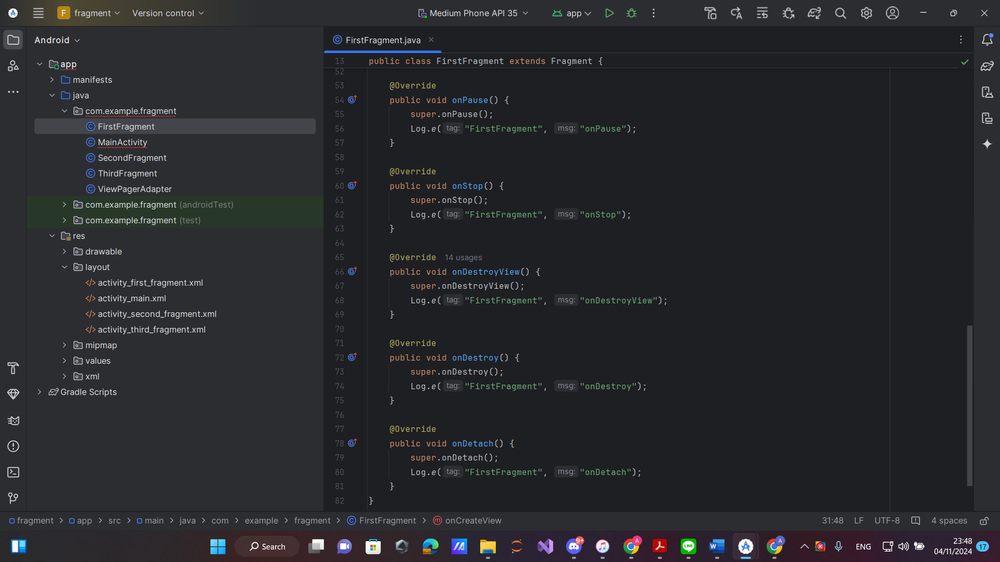 F fragment Version control Medium Phone API 35 app
Android
app
manifests
java
com.example.fragment
FirstFragment
MainActivity
SecondFragment
ThirdFragment
ViewPagerAdapter
com.example.fragment (androidTest)
com.example.fragment (test)
res
drawable
layout
</> activity_first_fragment.xml
</> activity_main.xml
</> activity_second_fragment.xml
</> activity_third_fragment.xml
mipmap
values
xml
Gradle Scripts
FirstFragment.java
13 public class FirstFragment extends Fragment {
52
53 @Override
54 public void onPause() {
55 super.onPause();
56 Log.e( tag: "FirstFragment", msg: "onPause");
57 }
58
59 @Override
60 public void onStop() {
61 super.onStop();
62 Log.e( tag: "FirstFragment", msg: "onStop");
63 }
64
65 @Override 14 usages
66 public void onDestroyView() {
67 super.onDestroyView();
68 Log.e( tag: "FirstFragment", msg: "onDestroyView");
69 }
70
71 @Override
72 public void onDestroy() {
73 super.onDestroy();
74 Log.e( tag: "FirstFragment", msg: "onDestroy");
75 }
76
77 @Override
78 public void onDetach() {
79 super.onDetach();
80 Log.e( tag: "FirstFragment", msg: "onDetach");
81 }
82 }
fragment > app > src > main > java > com > example > fragment > FirstFragment > onCreateView 31:48 LF UTF-8 4 spaces
Search 9+ A LINE W A ENG 23:48
04/11/2024 17